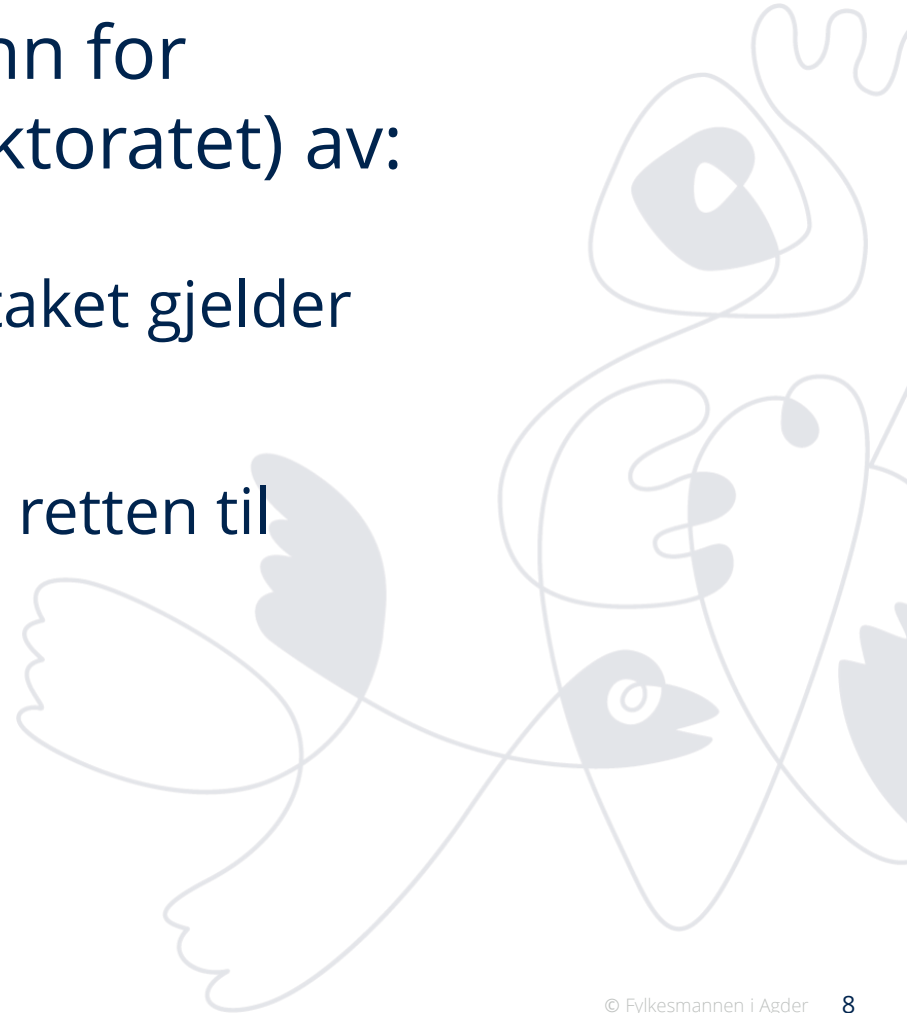 nn for
ktoratet) av:
taket gjelder
retten til
© Fylkesmannen i Agder 8